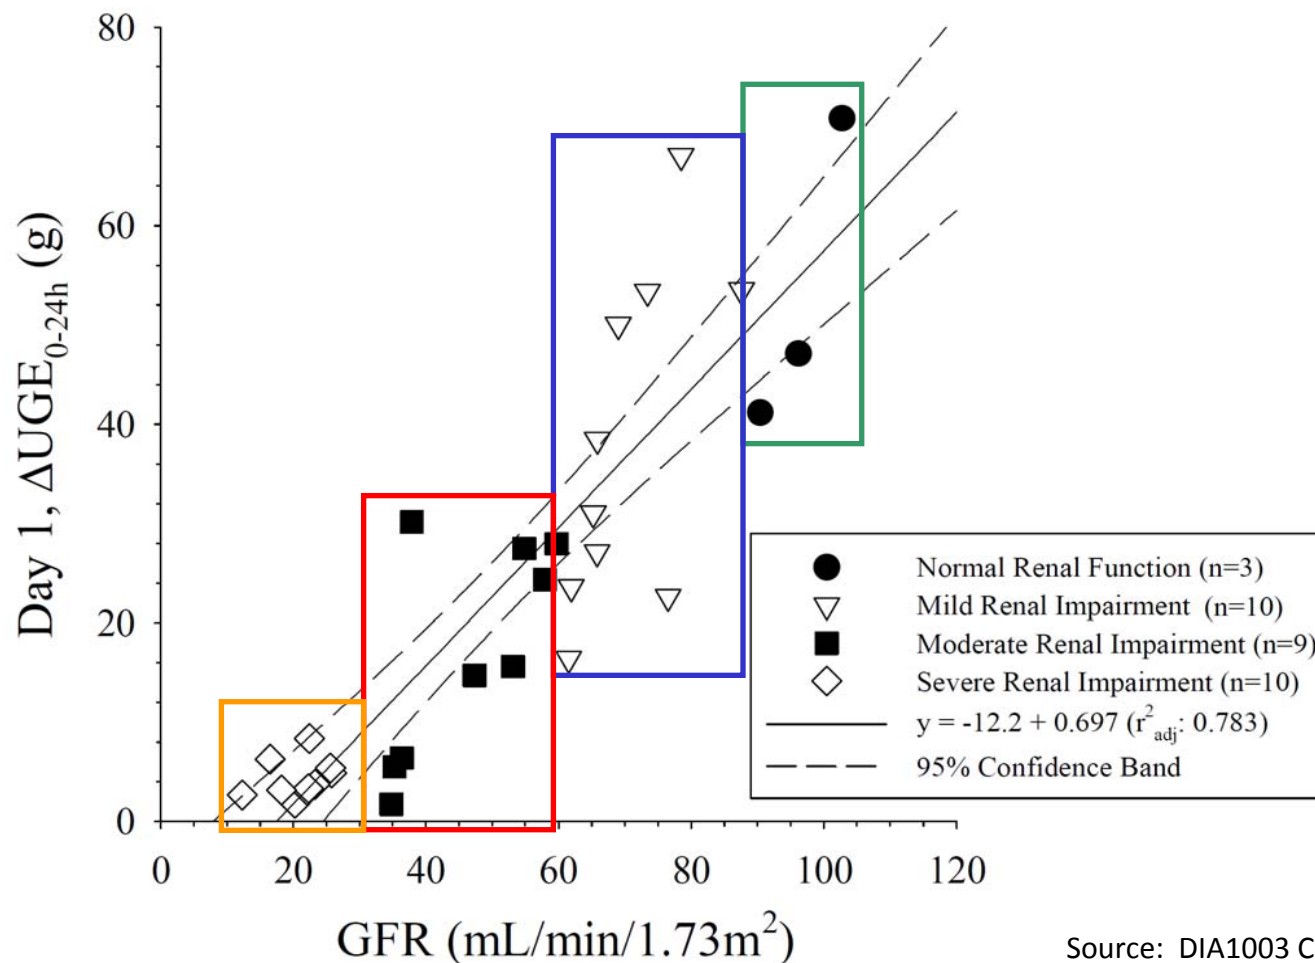 80
60
40
20
0
Day 1, ΔUGE0-24h (g)
0 20 40 60 80 100 120
GFR (mL/min/1.73m²)
Normal Renal Function (n=3)
Mild Renal Impairment (n=10)
Moderate Renal Impairment (n=9)
Severe Renal Impairment (n=10)
y = -12.2 + 0.697 (r²adj: 0.783)
95% Confidence Band
Source: DIA1003 C